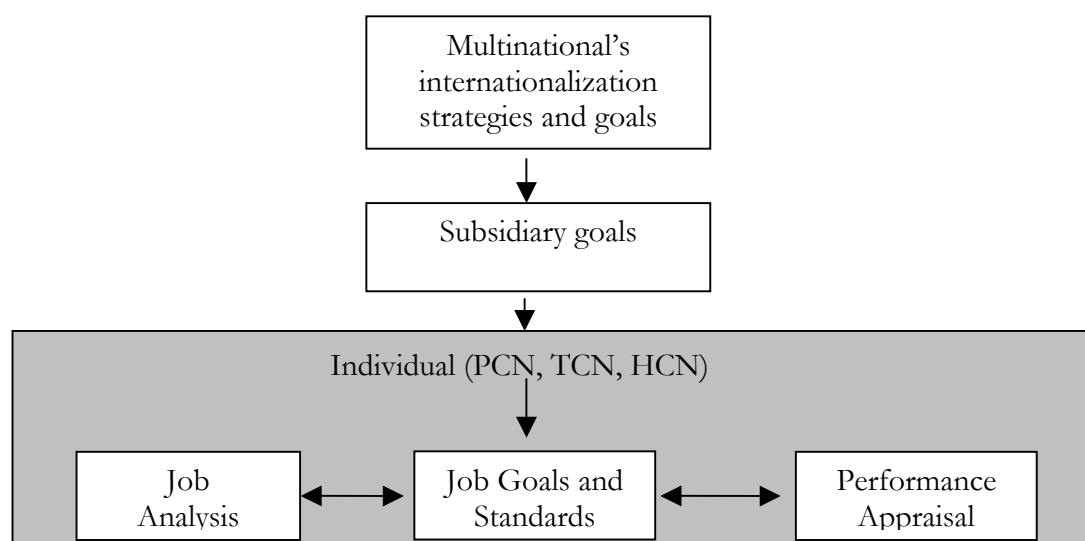 Multinational’s
internationalization
strategies and goals
Subsidiary goals
Individual (PCN, TCN, HCN)
Job
Analysis
Job Goals and
Standards
Performance
Appraisal